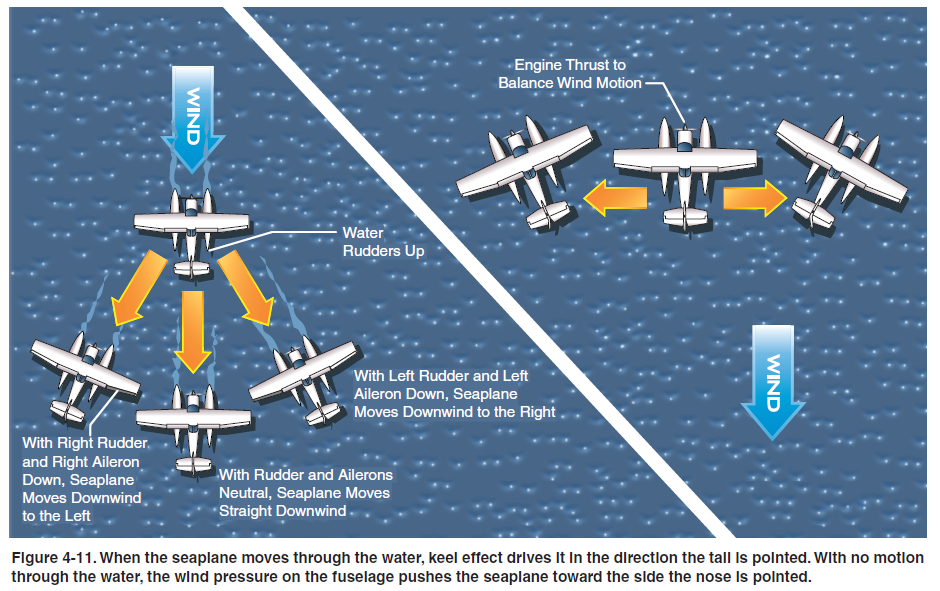 WIND
Engine Thrust to
Balance Wind Motion
Water
Rudders Up
With Left Rudder and Left
Aileron Down, Seaplane
Moves Downwind to the Right
With Right Rudder
and Right Aileron
Down, Seaplane
Moves Downwind
to the Left
With Rudder and Ailerons
Neutral, Seaplane Moves
Straight Downwind
WIND
Figure 4-11. When the seaplane moves through the water, keel effect drives it in the direction the tail is pointed. With no motion
through the water, the wind pressure on the fuselage pushes the seaplane toward the side the nose is pointed.